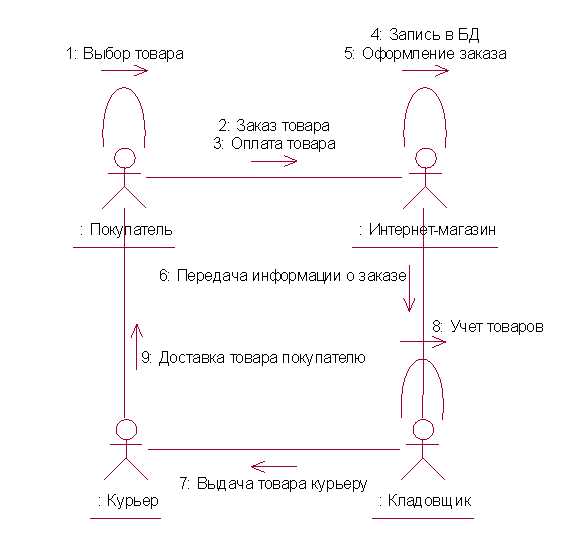 1: Выбор товара
4: Запись в БД
5: Оформление заказа
2: Заказ товара
3: Оплата товара
: Покупатель
: Интернет-магазин
6: Передача информации о заказе
8: Учет товаров
9: Доставка товара покупателю
7: Выдача товара курьеру
: Курьер
: Кладовщик